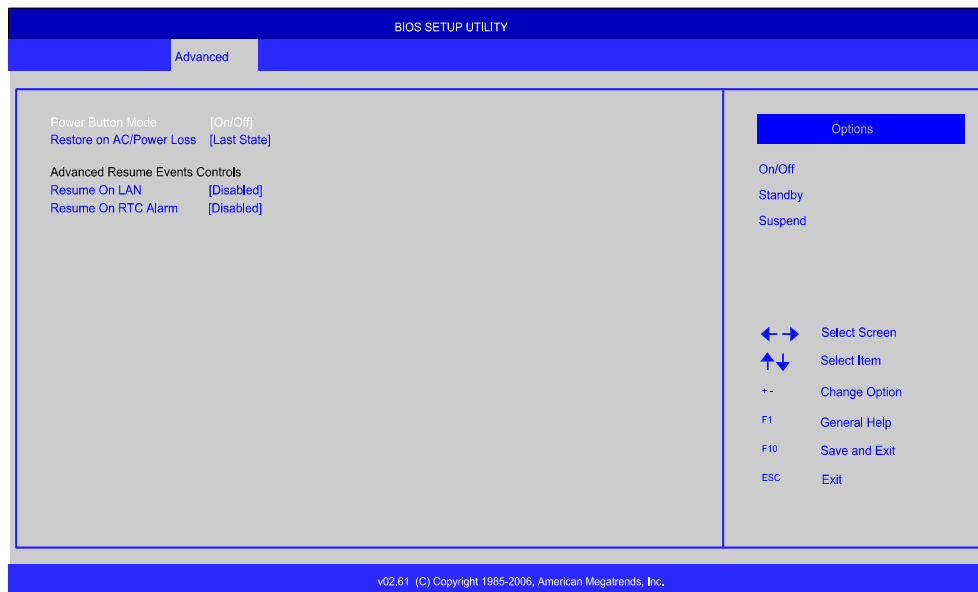 BIOS SETUP UTILITY
Advanced
Power Button Mode [On/Off]
Restore on AC/Power Loss [Last State]
Advanced Resume Events Controls
Resume On LAN [Disabled]
Resume On RTC Alarm [Disabled]
Options
On/Off
Standby
Suspend
Select Screen
Select Item
+ - Change Option
F1 General Help
F10 Save and Exit
ESC Exit
v02,61 (C) Copyright 1985-2006, American Megatrends, Inc.